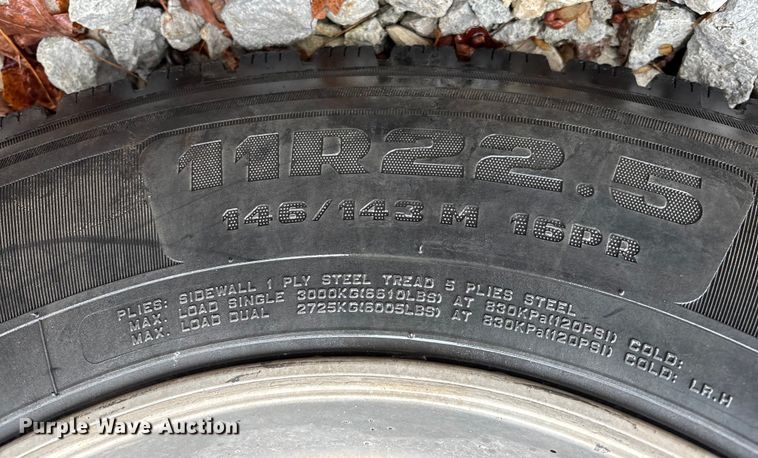 11R22.5
146/143 M 16PR
PLIES: SIDEWALL 1 PLY STEEL TREAD 5 PLIES STEEL
MAX. LOAD SINGLE 3000KG(6610LBS) AT 830KPa(120PSI) COLD:
MAX. LOAD DUAL 2725KG(6005LBS) AT 830KPa(120PSI) COLD: LR.H
Purple Wave Auction